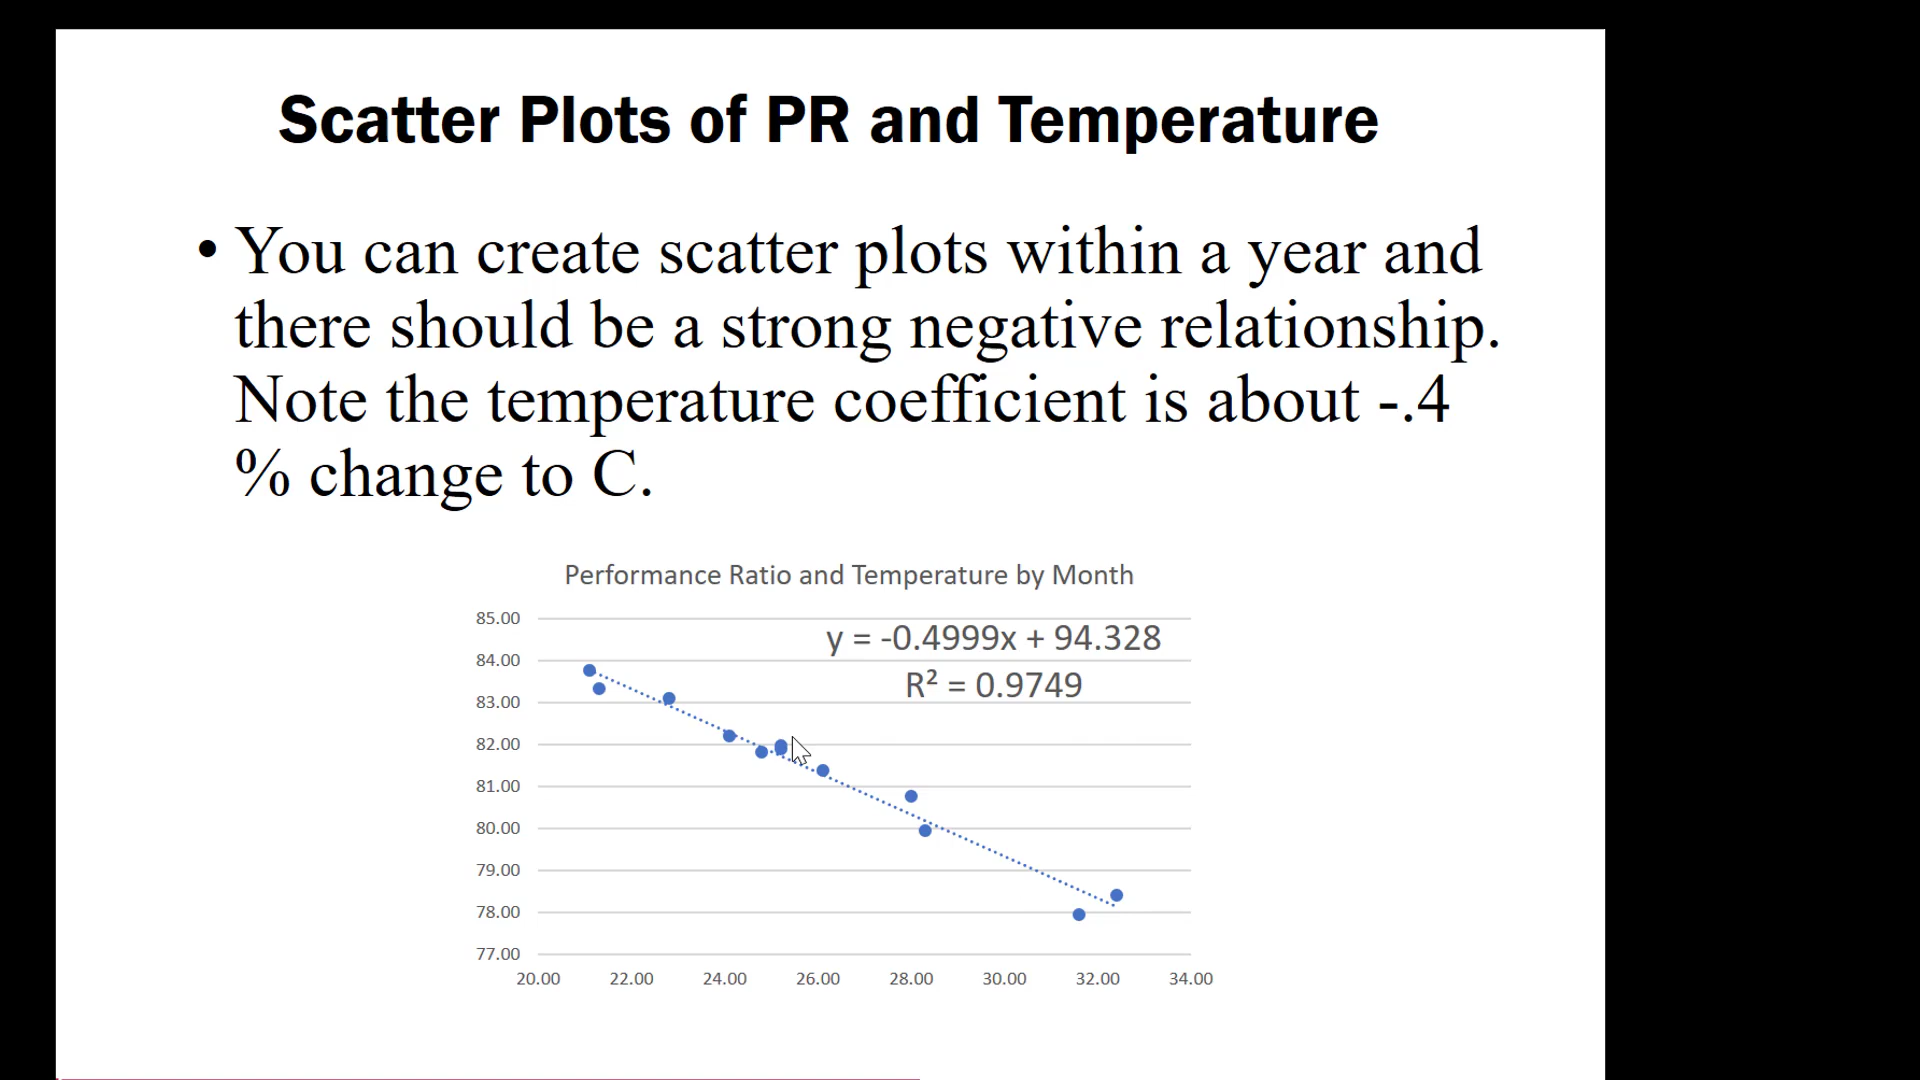 Scatter Plots of PR and Temperature
• You can create scatter plots within a year and
there should be a strong negative relationship.
Note the temperature coefficient is about -.4
% change to C.
Performance Ratio and Temperature by Month
85.00
y = -0.4999x + 94.328
84.00
R² = 0.9749
83.00
82.00
81.00
80.00
79.00
78.00
77.00
20.00 22.00 24.00 26.00 28.00 30.00 32.00 34.00